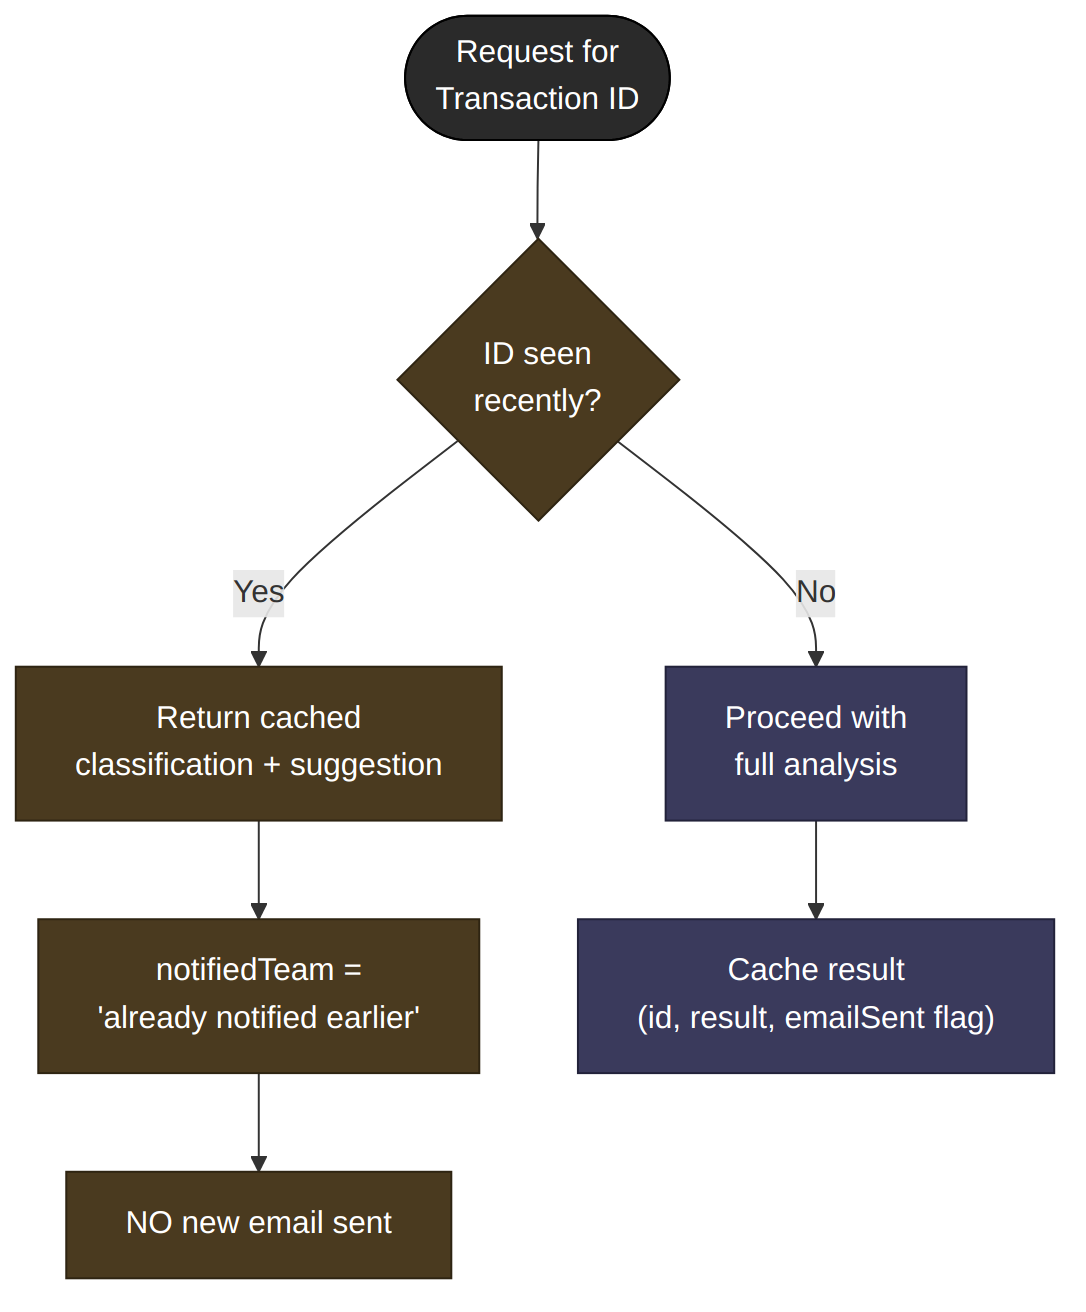 Request for
Transaction ID
ID seen
recently?
Yes
No
Return cached
classification + suggestion
Proceed with
full analysis
notifiedTeam =
'already notified earlier'
Cache result
(id, result, emailSent flag)
NO new email sent